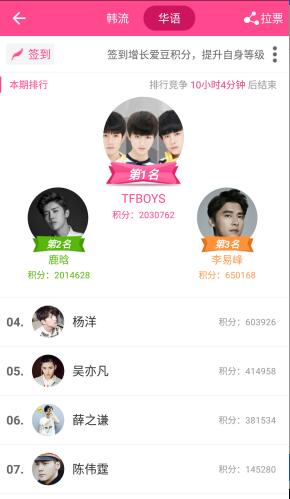 韩流 华语 拉票
签到 签到增长爱豆积分，提升自身等级
本期排行 排行竞争 10小时4分钟 后结束
第1名
TFBOYS
积分：2030762
第2名
鹿晗
积分：2014628
第3名
李易峰
积分：650168
04. 杨洋 积分：603926
05. 吴亦凡 积分：414958
06. 薛之谦 积分：381534
07. 陈伟霆 积分：353920